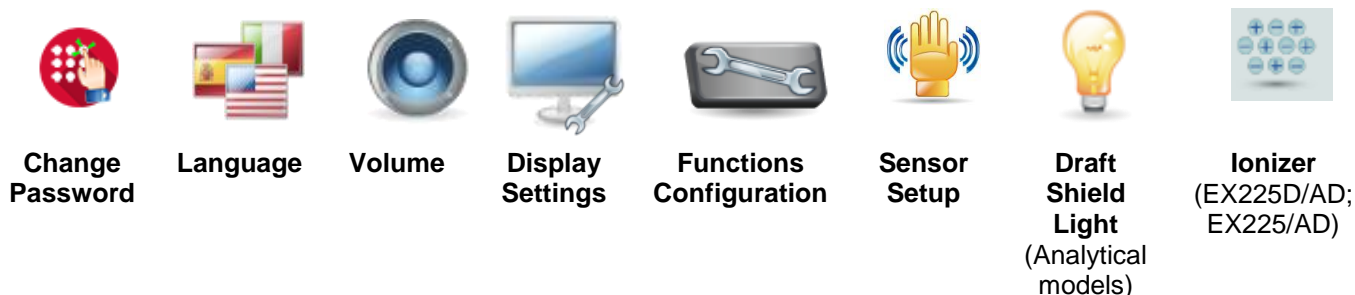 Change
Password
Language
Volume
Display
Settings
Functions
Configuration
Sensor
Setup
Draft
Shield
Light
(Analytical
models)
Ionizer
(EX225D/AD;
EX225/AD)